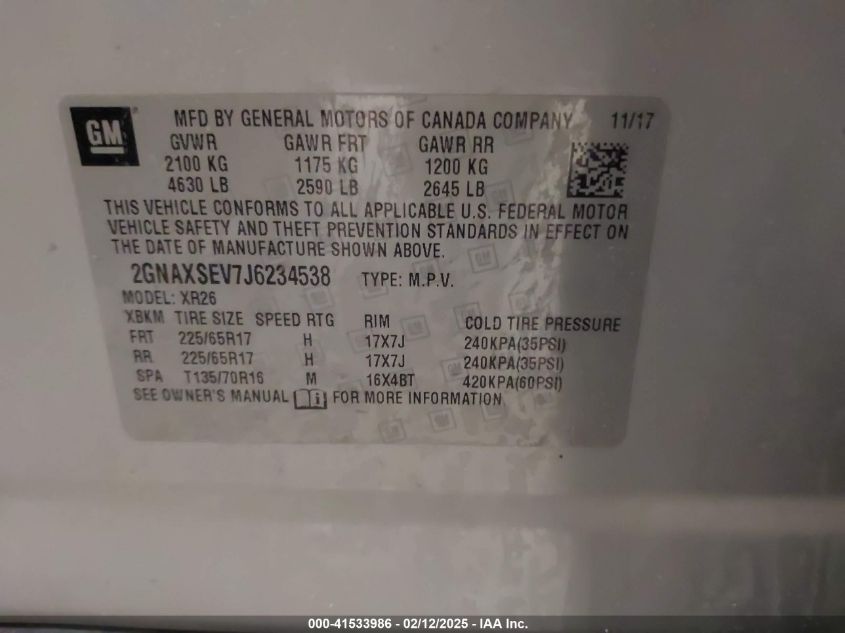 GM
MFD BY GENERAL MOTORS OF CANADA COMPANY 11/17
GVWR GAWR FRT GAWR RR
2100 KG 1175 KG 1200 KG
4630 LB 2590 LB 2645 LB
THIS VEHICLE CONFORMS TO ALL APPLICABLE U.S. FEDERAL MOTOR
VEHICLE SAFETY AND THEFT PREVENTION STANDARDS IN EFFECT ON
THE DATE OF MANUFACTURE SHOWN ABOVE.
2GNAXSEV7J6234538 TYPE: M.P.V.
MODEL: XR26
XBKM TIRE SIZE SPEED RTG RIM COLD TIRE PRESSURE
FRT 225/65R17 H 17X7J 240KPA(35PSI)
RR 225/65R17 H 17X7J 240KPA(35PSI)
SPA T135/70R16 M 16X4BT 420KPA(60PSI)
SEE OWNER'S MANUAL i FOR MORE INFORMATION
000-41533986 - 02/12/2025 - IAA Inc.